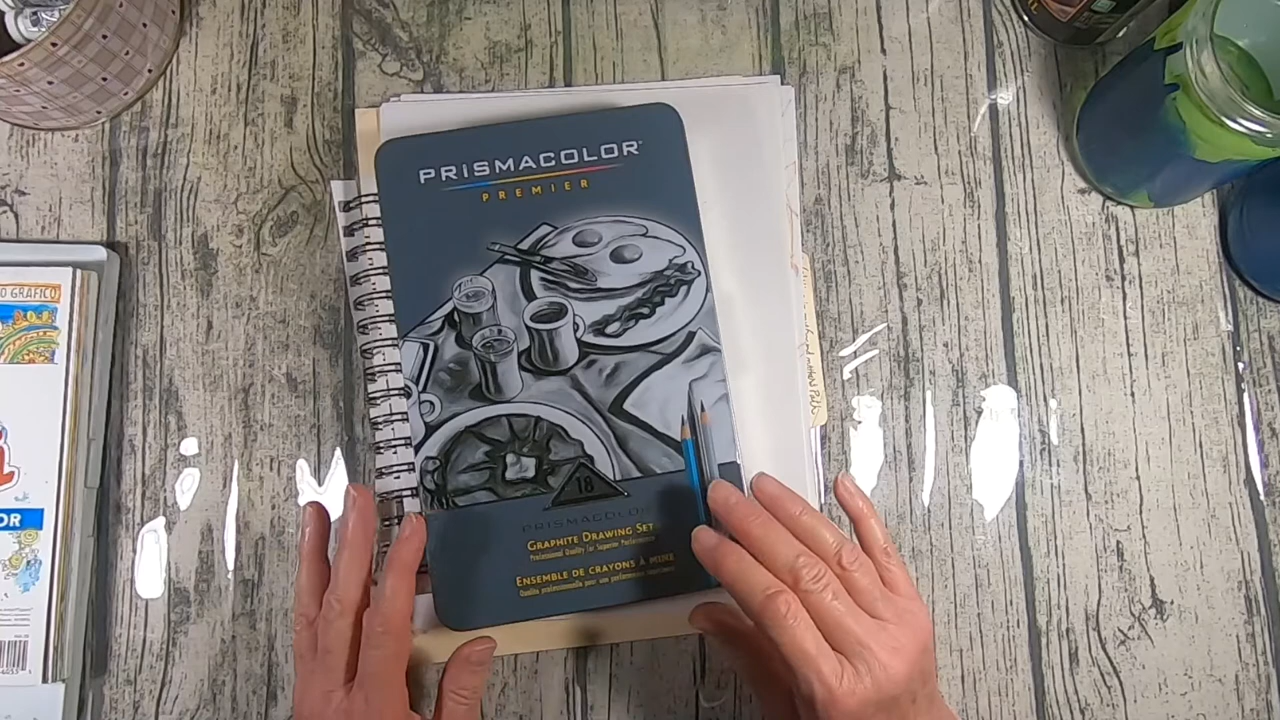 PRISMACOLOR
PREMIER
18
PRISMACOLOR
GRAPHITE DRAWING SET
Professional Quality for Superior Performance
ENSEMBLE DE CRAYONS À MINE
Qualité professionnelle pour une performance
O GRAFICO
OR